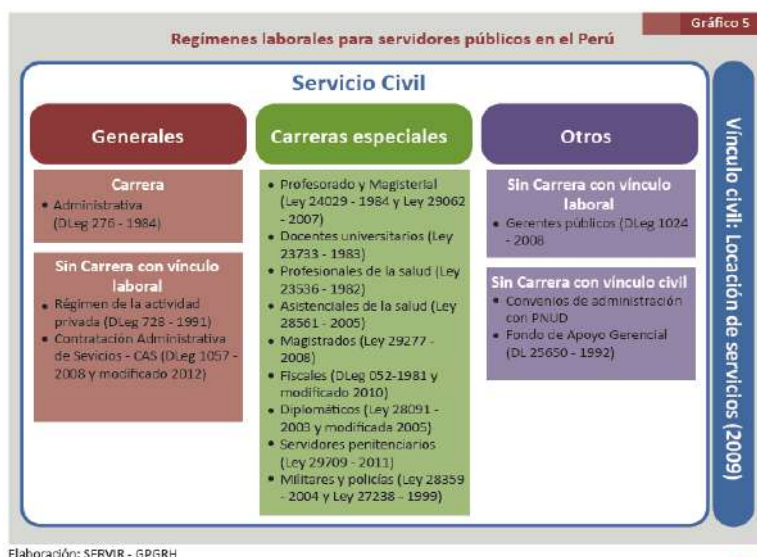 Gráfico 5
Regímenes laborales para servidores públicos en el Perú
Servicio Civil
Generales
Carrera
• Administrativa
(DLeg 276 - 1984)
Sin Carrera con vínculo
laboral
• Régimen de la actividad
privada (DLeg 728 - 1991)
• Contratación Administrativa
de Sevicios - CAS (DLeg 1057 -
2008 y modificado 2012)
Carreras especiales
• Profesorado y Magisterial
(Ley 24029 - 1984 y Ley 29062
- 2007)
• Docentes universitarios (Ley
23733 - 1983)
• Profesionales de la salud (Ley
23536 - 1982)
• Asistenciales de la salud (Ley
28561 - 2005)
• Magistrados (Ley 29277 -
2008)
• Fiscales (DLeg 052-1981 y
modificado 2010)
• Diplomáticos (Ley 28091 -
2003 y modificada 2005)
• Servidores penitenciarios
(Ley 29709 - 2011)
• Militares y policías (Ley 28359
- 2004 y Ley 27238 - 1999)
Otros
Sin Carrera con vínculo
laboral
• Gerentes públicos (DLeg 1024
- 2008
Sin Carrera con vínculo civil
• Convenios de administración
con PNUD
• Fondo de Apoyo Gerencial
(DL 25650 - 1992)
Vínculo civil: Locación de servicios (2009)
Elaboración: SERVIR - GPGRH